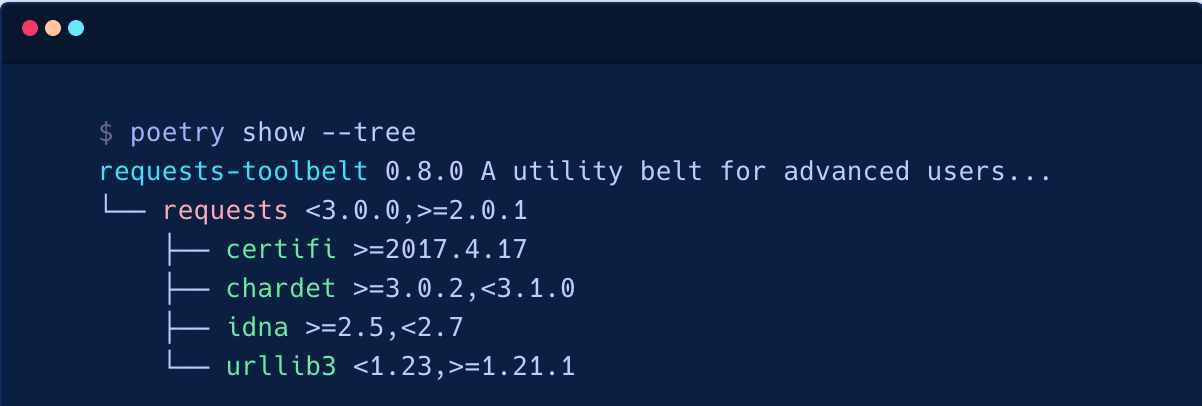 $ poetry show --tree
requests-toolbelt 0.8.0 A utility belt for advanced users...
└── requests <3.0.0,>=2.0.1
    ├── certifi >=2017.4.17
    ├── chardet >=3.0.2,<3.1.0
    ├── idna >=2.5,<2.7
    └── urllib3 <1.23,>=1.21.1